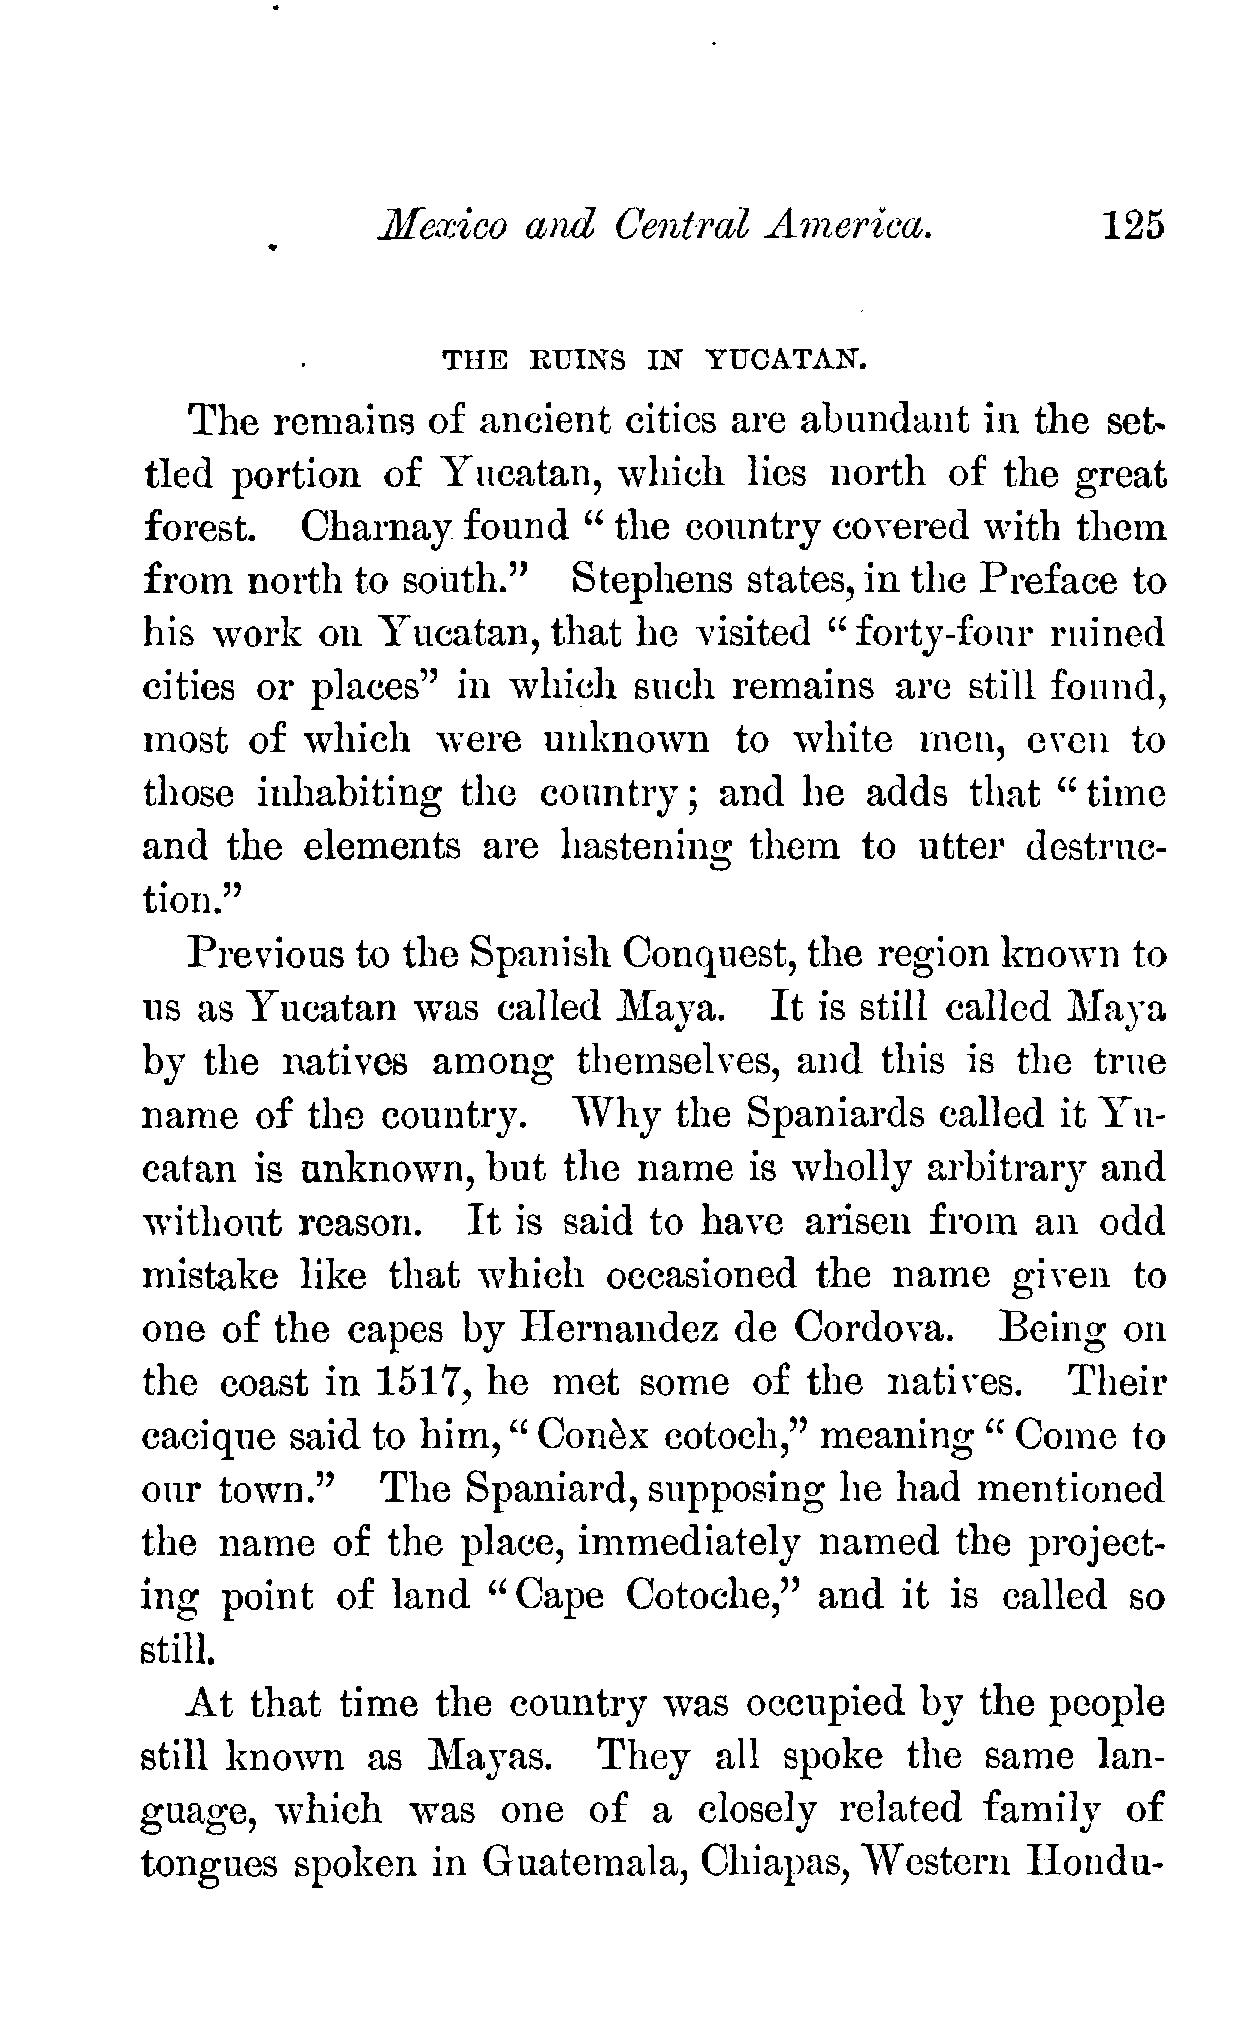 Mexico and Central America. 125
THE RUINS IN YUCATAN.
The remains of ancient cities are abundant in the set-
tled portion of Yucatan, which lies north of the great
forest. Charnay found “ the country covered with them
from north to south.” Stephens states, in the Preface to
his work on Yucatan, that he visited “ forty-four ruined
cities or places” in which such remains are still found,
most of which were unknown to white men, even to
those inhabiting the country ; and he adds that “ time
and the elements are hastening them to utter destruc-
tion.”
Previous to the Spanish Conquest, the region known to
us as Yucatan was called Maya. It is still called Maya
by the natives among themselves, and this is the true
name of the country. Why the Spaniards called it Yu-
catan is unknown, but the name is wholly arbitrary and
without reason. It is said to have arisen from an odd
mistake like that which occasioned the name given to
one of the capes by Hernandez de Cordova. Being on
the coast in 1517, he met some of the natives. Their
cacique said to him, “ Conèx cotoch,” meaning “ Come to
our town.” The Spaniard, supposing he had mentioned
the name of the place, immediately named the project-
ing point of land “ Cape Cotoche,” and it is called so
still.
At that time the country was occupied by the people
still known as Mayas. They all spoke the same lan-
guage, which was one of a closely related family of
tongues spoken in Guatemala, Chiapas, Western Hondu-